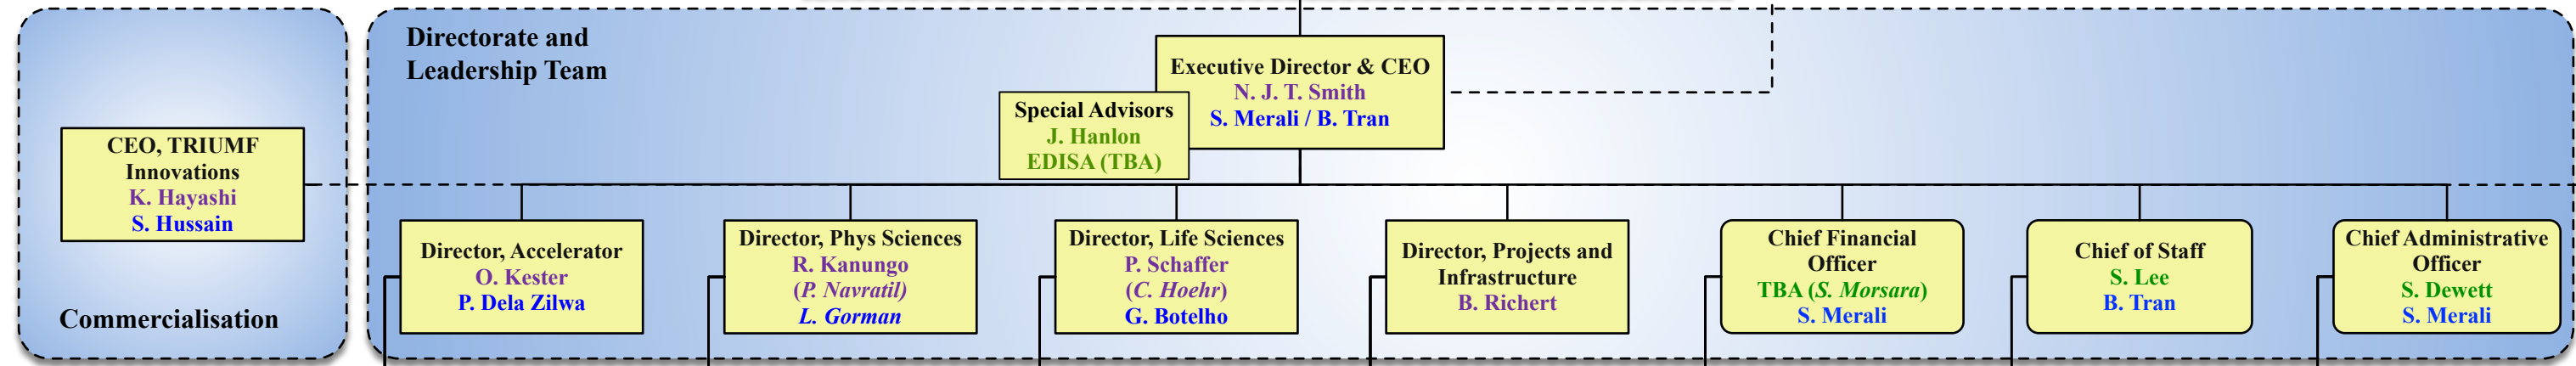 Directorate and
Leadership Team
Executive Director & CEO
N. J. T. Smith
S. Merali / B. Tran
Special Advisors
J. Hanlon
EDISA (TBA)
CEO, TRIUMF
Innovations
K. Hayashi
S. Hussain
Commercialisation
Director, Accelerator
O. Kester
P. Dela Zilwa
Director, Phys Sciences
R. Kanungo
(P. Navratil)
L. Gorman
Director, Life Sciences
P. Schaffer
(C. Hoehr)
G. Botelho
Director, Projects and
Infrastructure
B. Richert
Chief Financial
Officer
TBA (S. Morsara)
S. Merali
Chief of Staff
S. Lee
B. Tran
Chief Administrative
Officer
S. Dewett
S. Merali